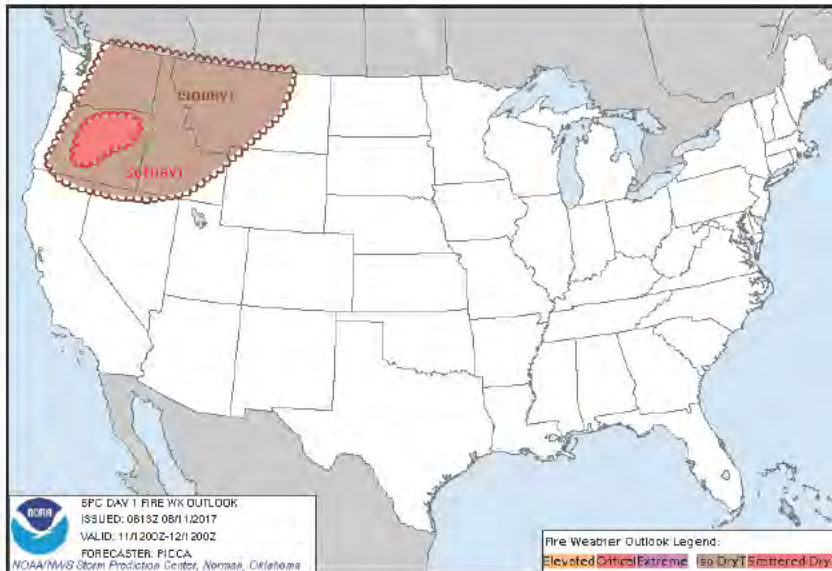 ISODRYT
SCTDRYT
NOAA
SPC DAY 1 FIRE WX OUTLOOK
ISSUED: 0813Z 08/11/2017
VALID: 11/1200Z-12/1200Z
FORECASTER: PICCA
NOAA/NWS Storm Prediction Center, Norman, Oklahoma
Fire Weather Outlook Legend:
Elevated Critical Extreme Iso DryT Scattered Dry